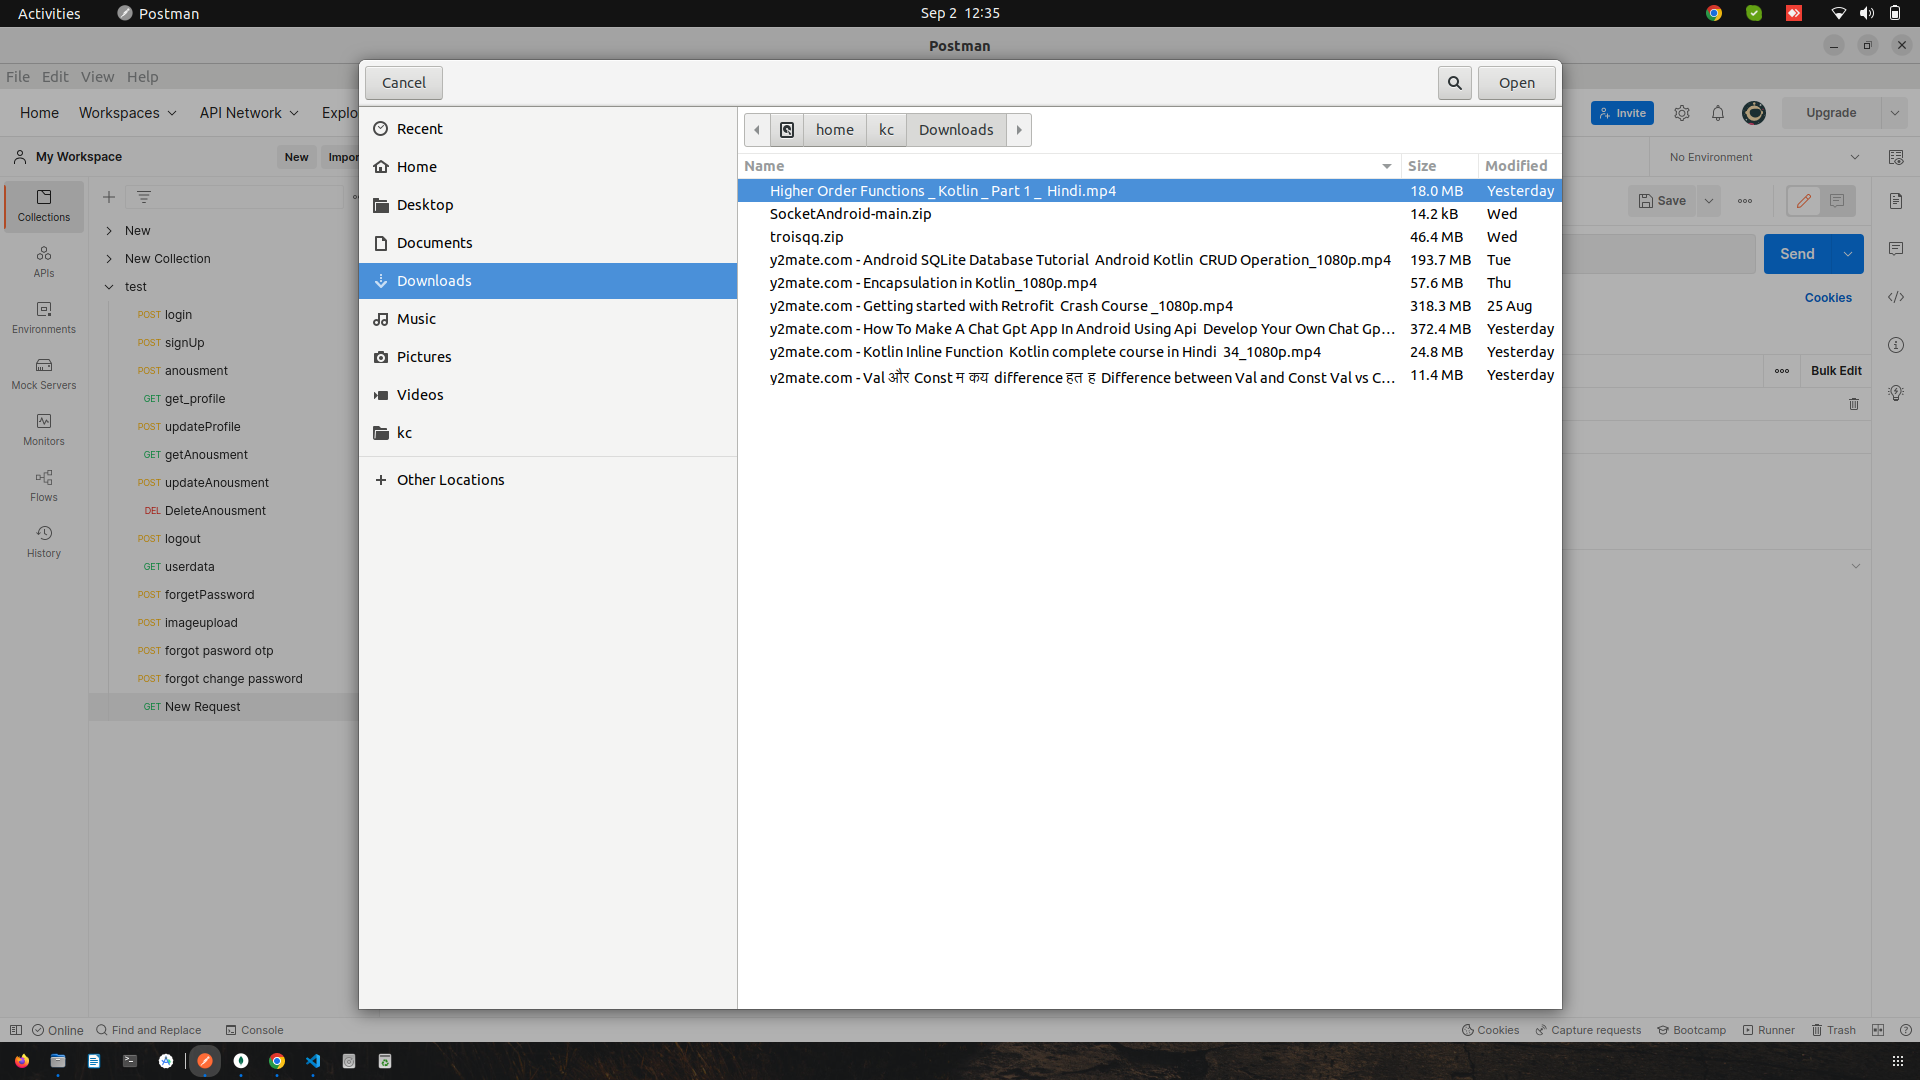 Activities Postman Sep 2 12:35
Postman
File Edit View Help
Cancel Open
Home Workspaces API Network Explo Invite Upgrade
My Workspace New Impor No Environment
Recent
Home
Desktop
Documents
Downloads
Music
Pictures
Videos
kc
Other Locations
home kc Downloads
Name Size Modified
Higher Order Functions _ Kotlin _ Part 1 _ Hindi.mp4 18.0 MB Yesterday
SocketAndroid-main.zip 14.2 kB Wed
troisqq.zip 46.4 MB Wed
y2mate.com - Android SQLite Database Tutorial Android Kotlin CRUD Operation_1080p.mp4 193.7 MB Tue
y2mate.com - Encapsulation in Kotlin_1080p.mp4 57.6 MB Thu
y2mate.com - Getting started with Retrofit Crash Course _1080p.mp4 318.3 MB 25 Aug
y2mate.com - How To Make A Chat Gpt App In Android Using Api Develop Your Own Chat Gp... 372.4 MB Yesterday
y2mate.com - Kotlin Inline Function Kotlin complete course in Hindi 34_1080p.mp4 24.8 MB Yesterday
y2mate.com - Val और Const म कय difference हत ह Difference between Val and Const Val vs C... 11.4 MB Yesterday
Collections
APIs
Environments
Mock Servers
Monitors
Flows
History
New
New Collection
test
POST login
POST signUp
POST anousment
GET get_profile
POST updateProfile
GET getAnousment
POST updateAnousment
DEL DeleteAnousment
POST logout
GET userdata
POST forgetPassword
POST imageupload
POST forgot pasword otp
POST forgot change password
GET New Request
Save
Send
Cookies
Bulk Edit
Online Find and Replace Console Cookies Capture requests Bootcamp Runner Trash